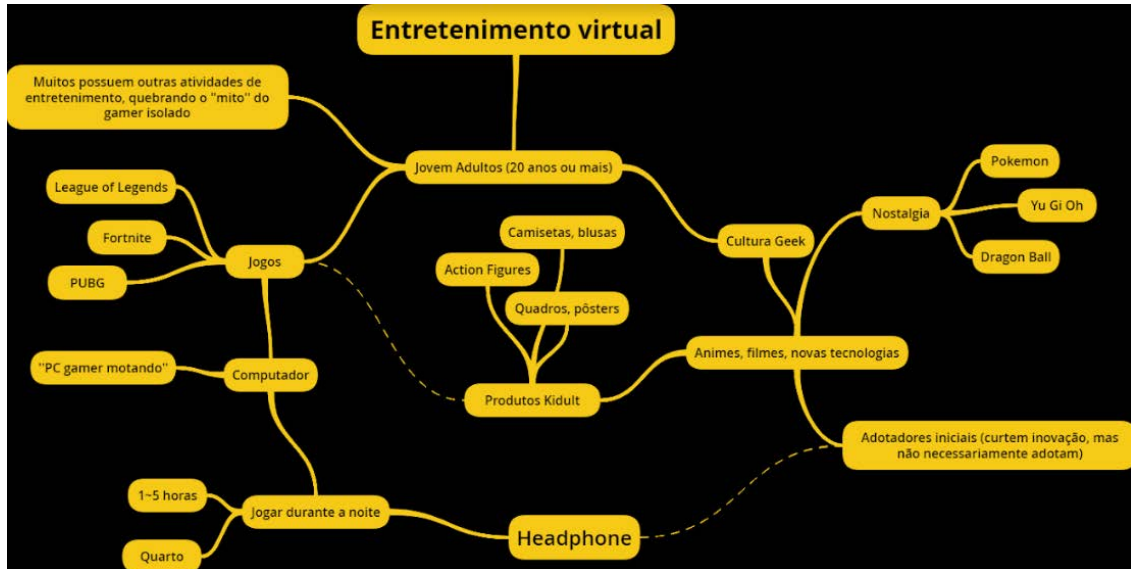 Entretenimento virtual
Muitos possuem outras atividades de
entretenimento, quebrando o "mito" do
gamer isolado
Jovem Adultos (20 anos ou mais)
Pokemon
League of Legends
Yu Gi Oh
Nostalgia
Camisetas, blusas
Fortnite
Cultura Geek
Jogos
Dragon Ball
Action Figures
PUBG
Quadros, pôsters
Animes, filmes, novas tecnologias
"PC gamer motando"
Computador
Produtos Kidult
Adotadores iniciais (curtem inovação, mas
não necessariamente adotam)
1~5 horas
Jogar durante a noite
Headphone
Quarto